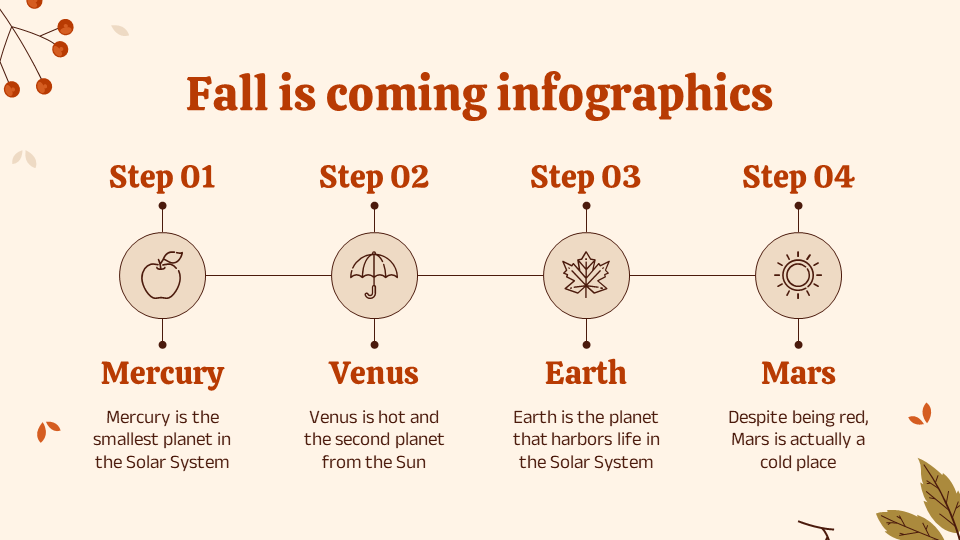 Fall is coming infographics
Step 01
Step 02
Step 03
Step 04
Mercury
Venus
Earth
Mars
Mercury is the
smallest planet in
the Solar System
Venus is hot and
the second planet
from the Sun
Earth is the planet
that harbors life in
the Solar System
Despite being red,
Mars is actually a
cold place